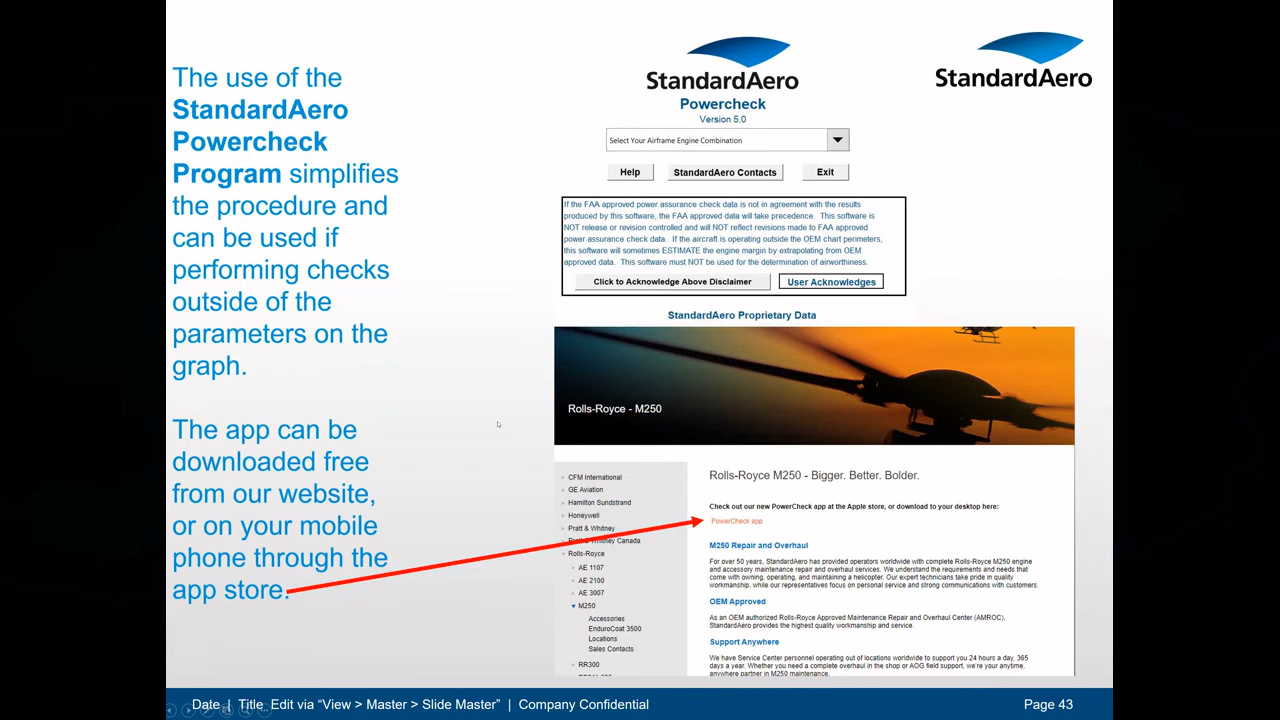 The use of the
StandardAero
Powercheck
Program simplifies
the procedure and
can be used if
performing checks
outside of the
parameters on the
graph.
The app can be
downloaded free
from our website,
or on your mobile
phone through the
app store.
StandardAero
Powercheck
Version 5.0
Select Your Airframe Engine Combination
Help
StandardAero Contacts
Exit
If the FAA approved power assurance check data is not in agreement with the results
produced by this software, the FAA approved data will take precedence. This software is
NOT release or revision controlled and will NOT reflect revisions made to FAA approved
power assurance check data. If the aircraft is operating outside the OEM chart perimeters,
this software will sometimes ESTIMATE the engine margin by extrapolating from OEM
approved data. This software must NOT be used for the determination of airworthiness.
Click to Acknowledge Above Disclaimer
User Acknowledges
StandardAero Proprietary Data
StandardAero
Rolls-Royce - M250
CFM International
GE Aviation
Hamilton Sundstrand
Honeywell
Pratt & Whitney
Pratt & Whitney Canada
Rolls-Royce
AE 1107
AE 2100
AE 3007
M250
Accessories
EnduroCoat 3500
Locations
Sales Contacts
RR300
Rolls-Royce M250 - Bigger. Better. Bolder.
Check out our new PowerCheck app at the Apple store, or download to your desktop here:
PowerCheck app
M250 Repair and Overhaul
For over 50 years, StandardAero has provided operators worldwide with complete Rolls-Royce M250 engine
and accessory maintenance repair and overhaul services. We understand the requirements and needs that
come with owning, operating, and maintaining a helicopter. Our expert technicians take pride in quality
workmanship, while our representatives focus on personal service and strong communications with customers.
OEM Approved
As an OEM authorized Rolls-Royce Approved Maintenance Repair and Overhaul Center (AMROC),
StandardAero provides the highest quality workmanship and service.
Support Anywhere
We have Service Center personnel operating out of locations worldwide to support you 24 hours a day, 365
days a year. Whether you need a complete overhaul in the shop or AOG field support, we're your anytime,
anywhere partner in M250 maintenance.
Date | Title Edit via “View > Master > Slide Master” | Company Confidential
Page 43